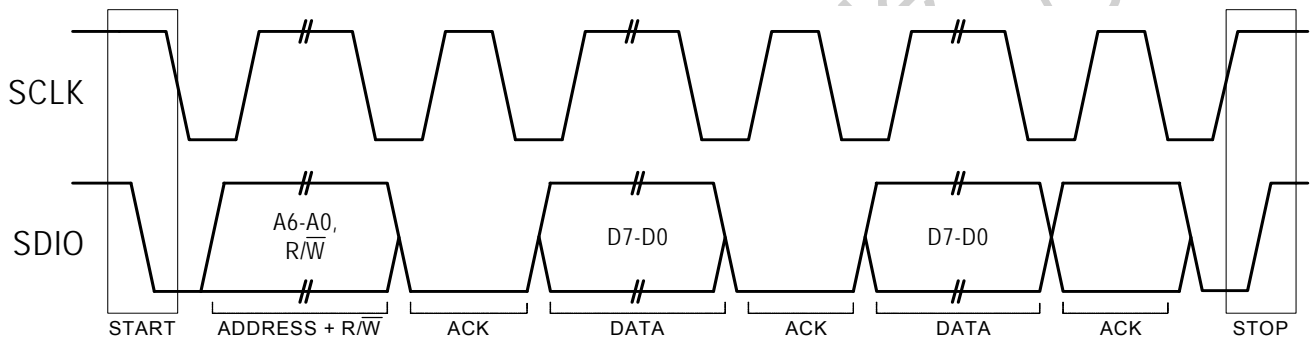 SCLK
SDIO
A6-A0,
R/W̅
D7-D0
D7-D0
START
ADDRESS + R/W̅
ACK
DATA
ACK
DATA
ACK
STOP